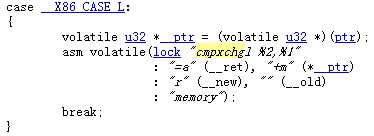 case __X86_CASE_L:
{
volatile u32 *__ptr = (volatile u32 *)(ptr);
asm volatile(lock "cmpxchgl %2,%1"
: "=a" (__ret), "+m" (*__ptr)
: "r" (__new), "" (__old)
: "memory");
break;
}